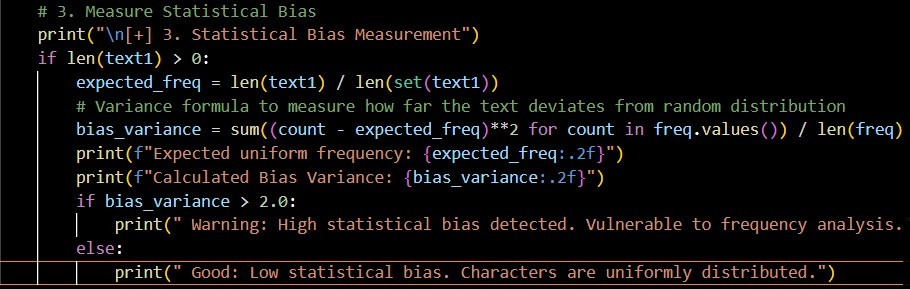 # 3. Measure Statistical Bias
print("\n[+] 3. Statistical Bias Measurement")
if len(text1) > 0:
expected_freq = len(text1) / len(set(text1))
# Variance formula to measure how far the text deviates from random distribution
bias_variance = sum((count - expected_freq)**2 for count in freq.values()) / len(freq)
print(f"Expected uniform frequency: {expected_freq:.2f}")
print(f"Calculated Bias Variance: {bias_variance:.2f}")
if bias_variance > 2.0:
print(" Warning: High statistical bias detected. Vulnerable to frequency analysis.
else:
print(" Good: Low statistical bias. Characters are uniformly distributed.")